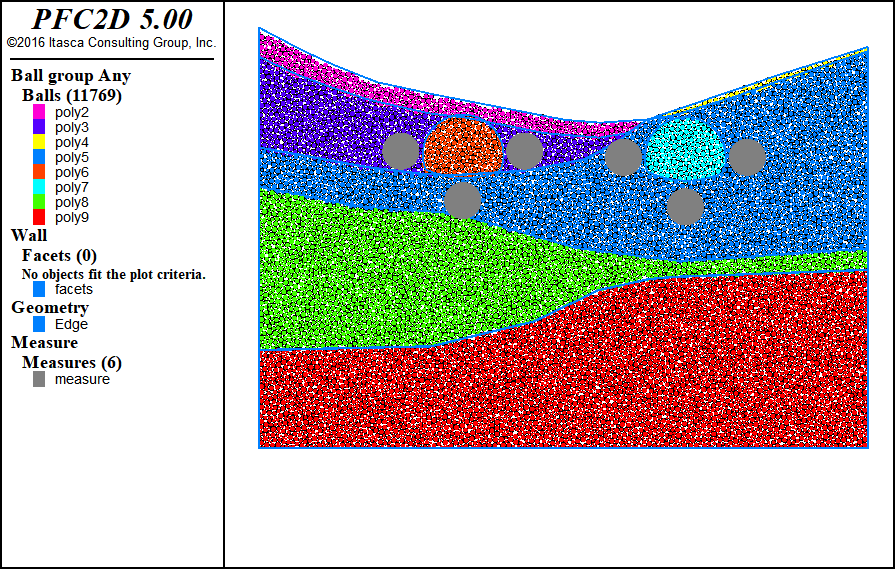 PFC2D 5.00
©2016 Itasca Consulting Group, Inc.
Ball group Any
Balls (11769)
poly2
poly3
poly4
poly5
poly6
poly7
poly8
poly9
Wall
Facets (0)
No objects fit the plot criteria.
facets
Geometry
Edge
Measure
Measures (6)
measure